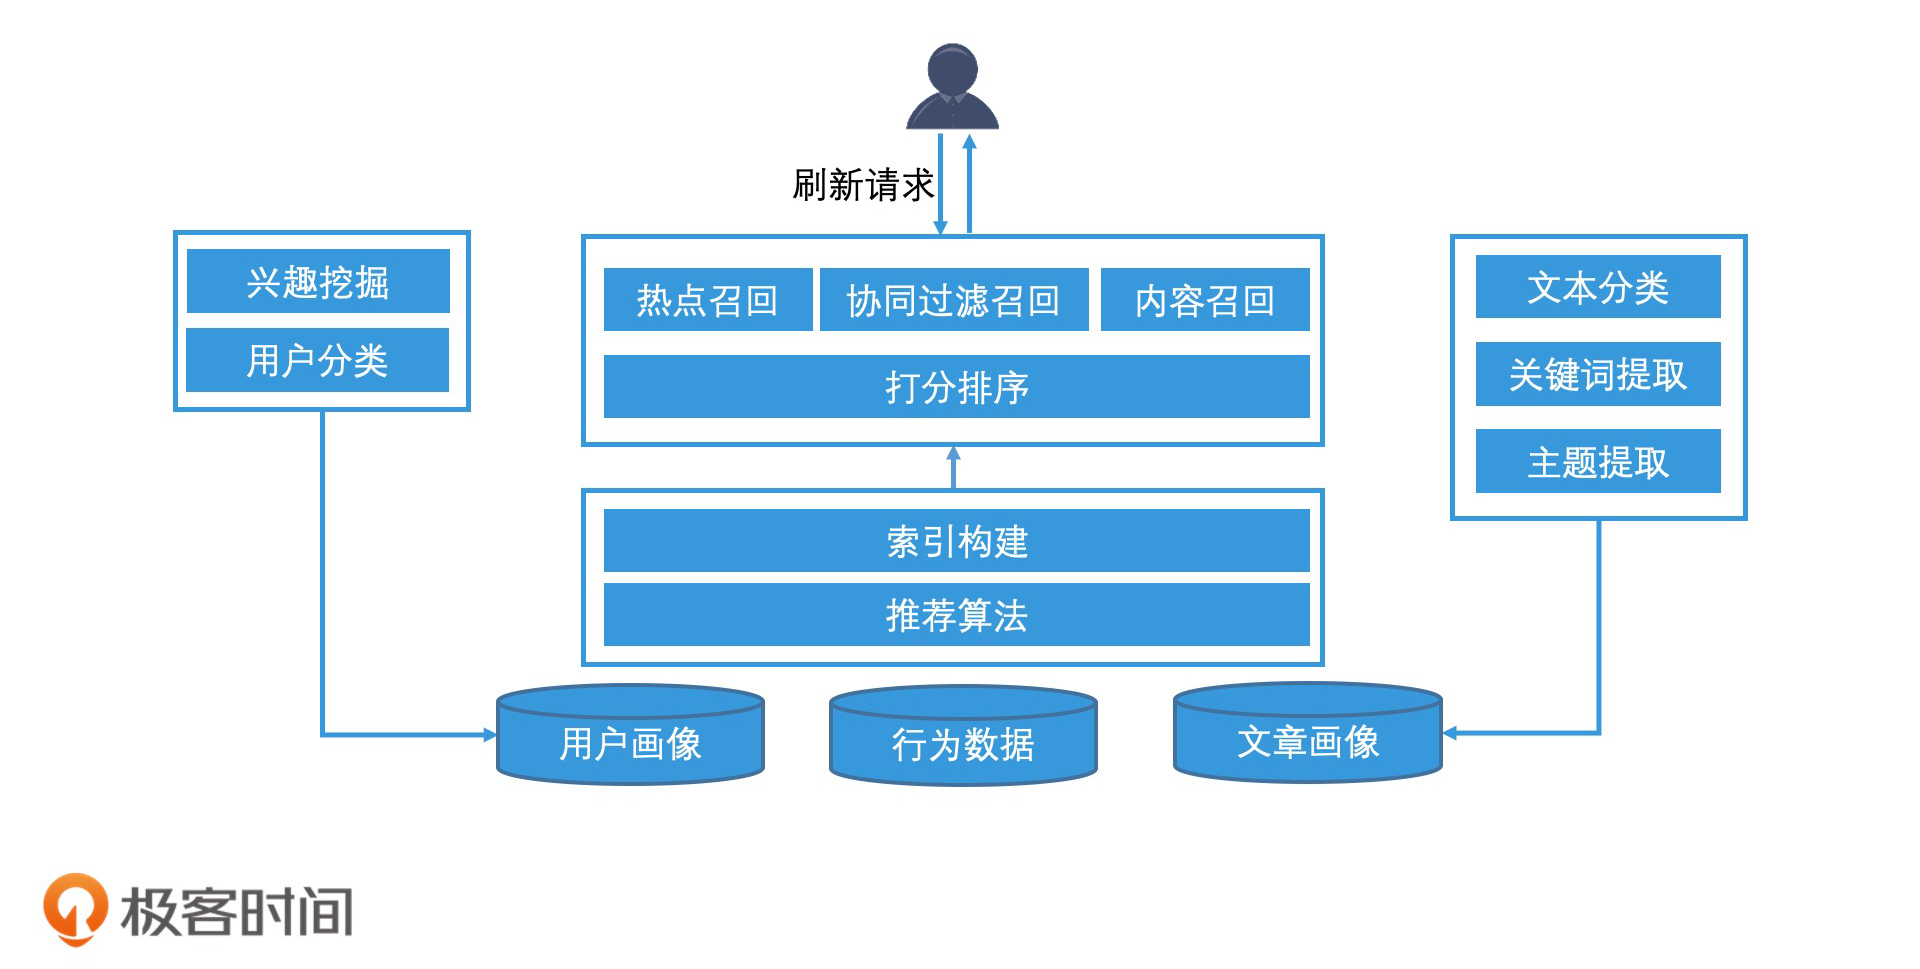 刷新请求
兴趣挖掘
用户分类
热点召回
协同过滤召回
内容召回
打分排序
文本分类
关键词提取
主题提取
索引构建
推荐算法
用户画像
行为数据
文章画像
极客时间